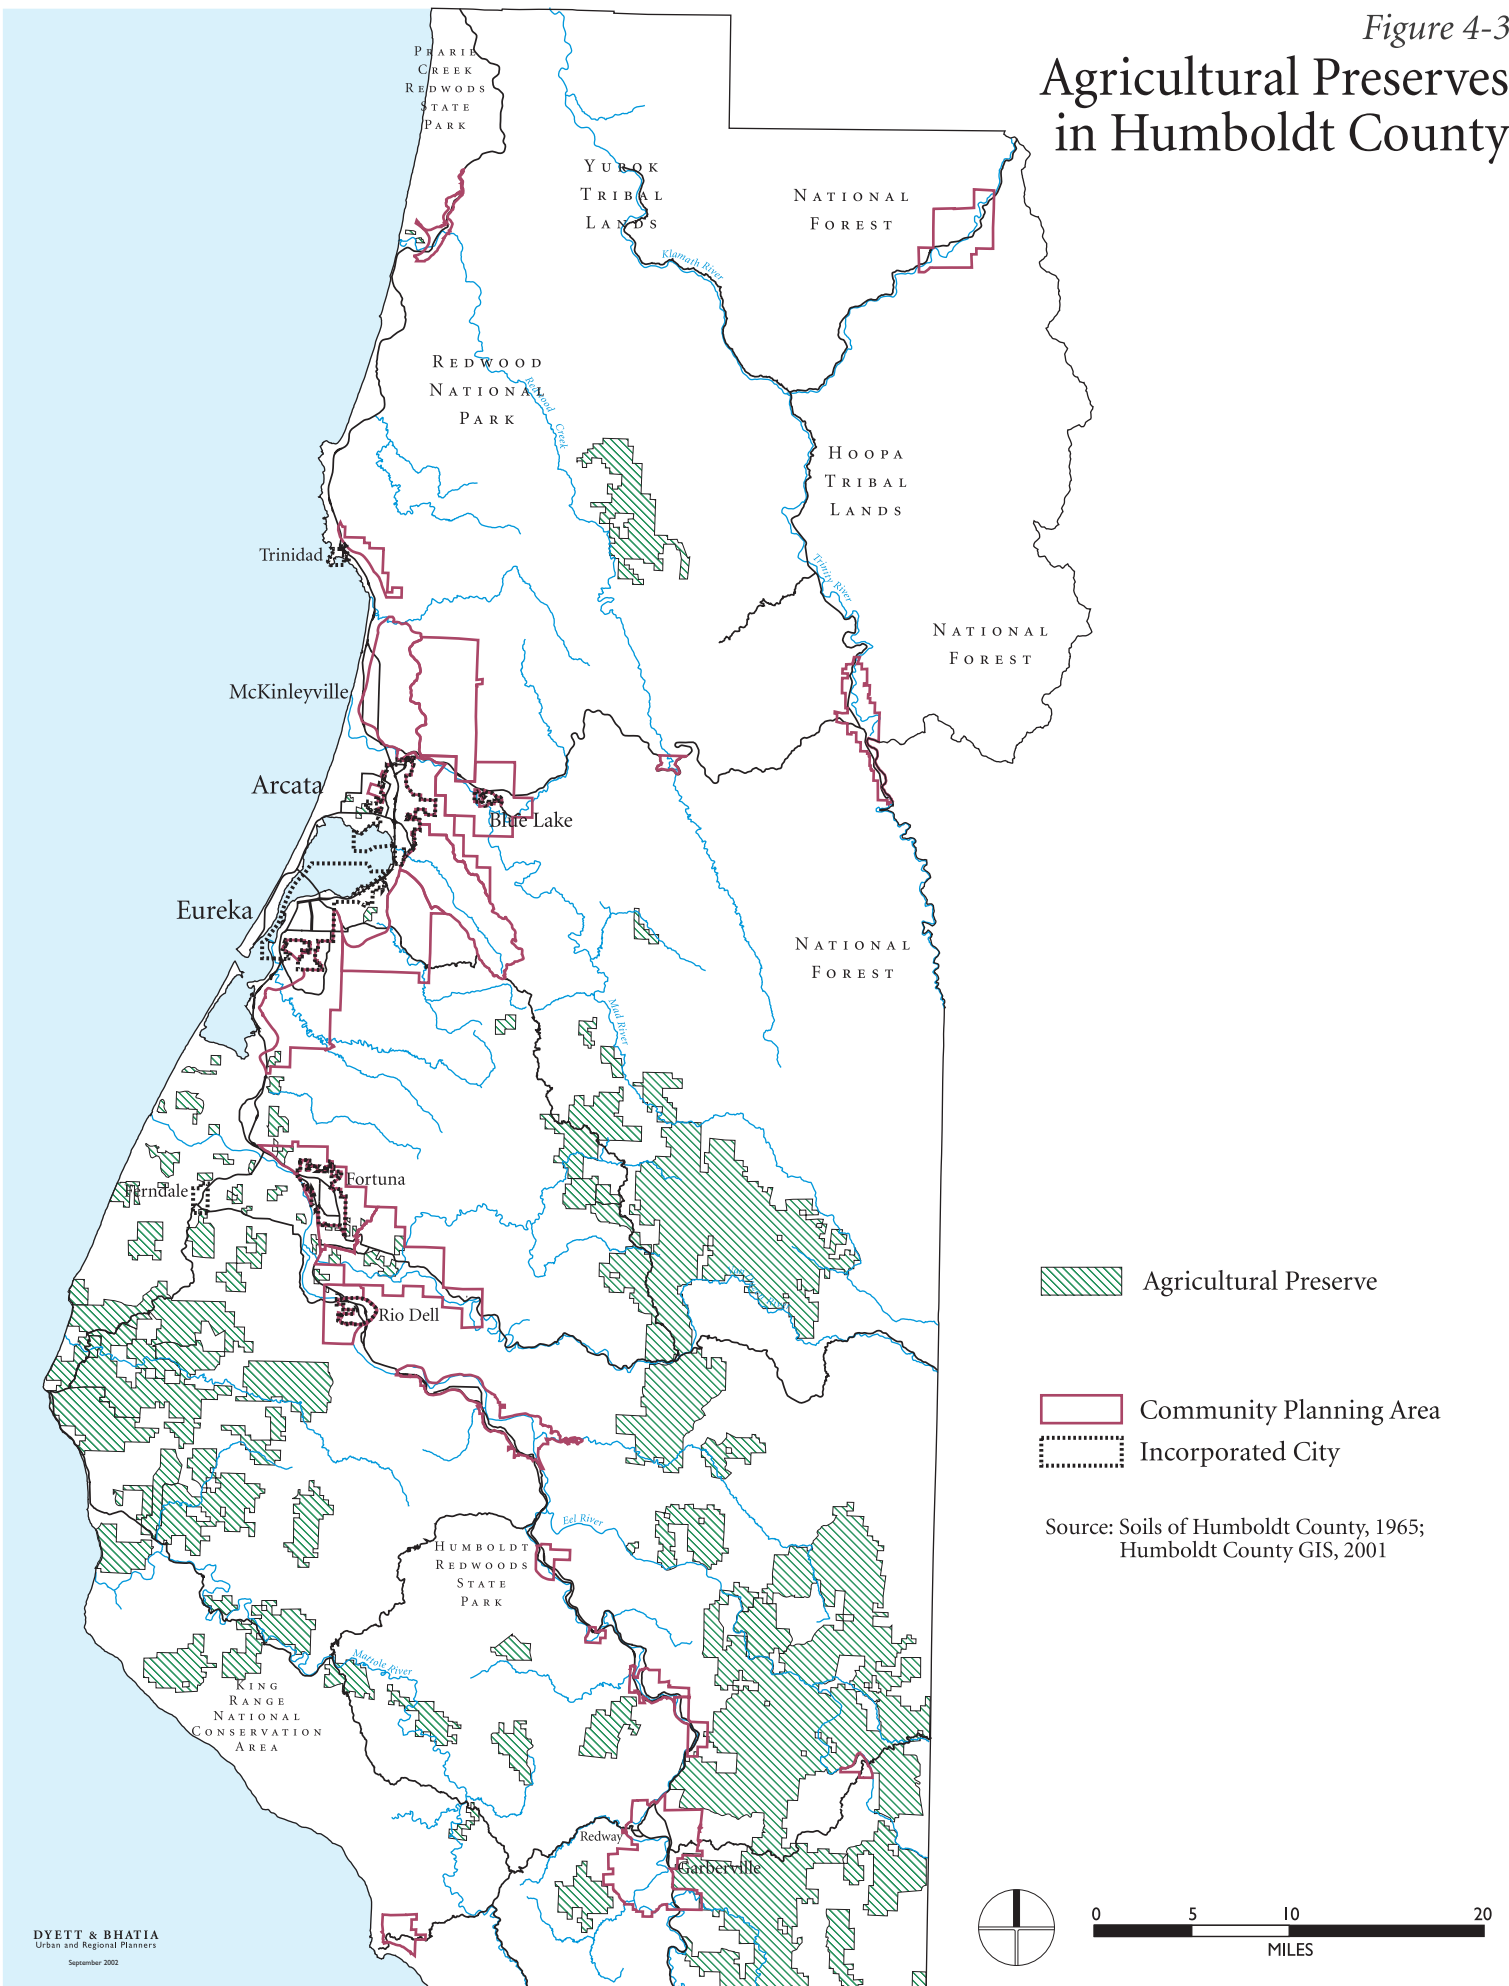 Figure 4-3
Agricultural Preserves
in Humboldt County
PRARIE
CREEK
REDWODS
STATE
PARK
YUROK
TRIBAL
LANDS
NATIONAL
FOREST
Klamath River
REDWOOD
NATIONAL
PARK
Redwood Creek
HOOPA
TRIBAL
LANDS
Trinidad
Trinity River
NATIONAL
FOREST
McKinleyville
Arcata
Blue Lake
Eureka
NATIONAL
FOREST
Mad River
Fortuna
Ferndale
Rio Dell
Agricultural Preserve
Community Planning Area
Incorporated City
Source: Soils of Humboldt County, 1965;
Humboldt County GIS, 2001
Eel River
HUMBOLDT
REDWOODS
STATE
PARK
Mattole River
KING
RANGE
NATIONAL
CONSERVATION
AREA
Redway
Garberville
0 5 10 20
MILES
DYETT & BHATIA
Urban and Regional Planners
September 2002